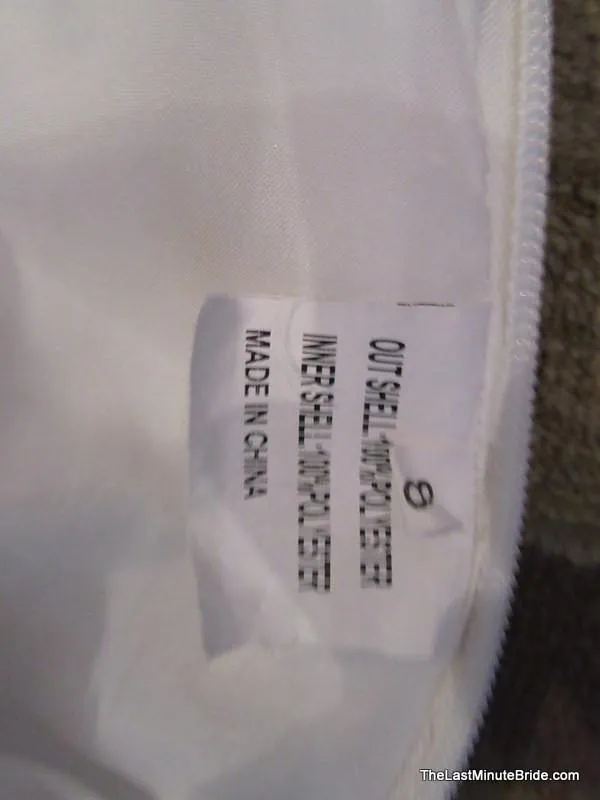 8
OUT SHELL:100%POLYESTER
INNER SHELL:100%POLYESTER
MADE IN CHINA
TheLastMinuteBride.com